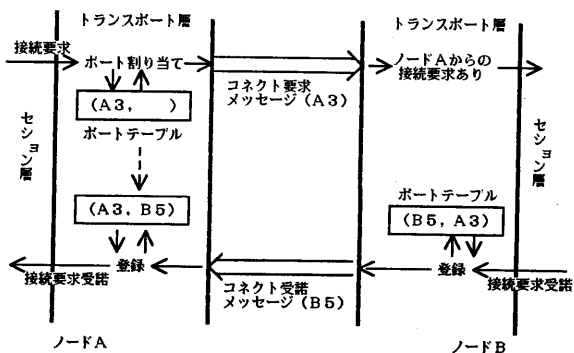 トランスポート層
トランスポート層
接続要求
ポート割り当て
ノードAからの
接続要求あり
コネクト要求
メッセージ(A3)
(A3,    )
ポートテーブル
セション層
セション層
(A3,B5)
ポートテーブル
(B5,A3)
登録
登録
接続要求受諾
コネクト受諾
メッセージ(B5)
接続要求受諾
ノードA
ノードB